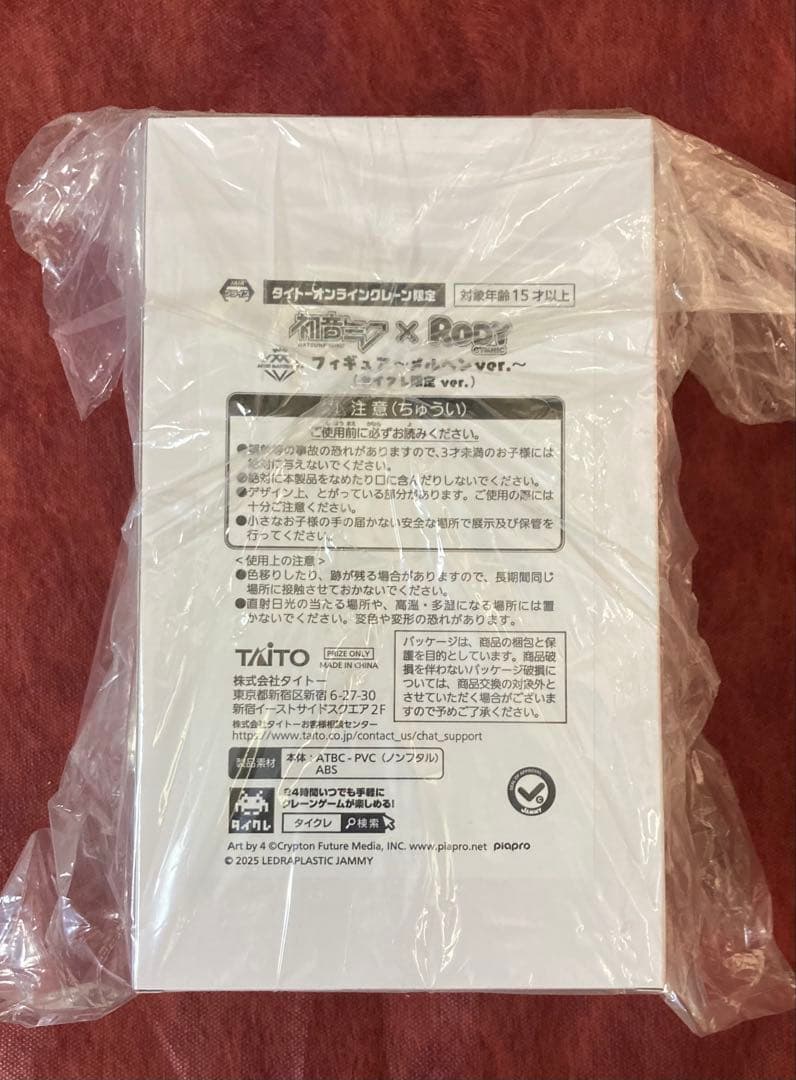 JAIA
プライズ
タイトーオンラインクレーン限定
対象年齢15才以上
初音ミク × RODY
HATSUNE MIKU
フィギュア～メルヘンver.～
(タイクレ限定 ver.)
注意(ちゅうい)
ご使用前に必ずお読みください。
●誤飲等の事故の恐れがありますので、3才未満のお子様には
絶対に与えないでください。
●絶対に本製品をなめたり口に含んだりしないでください。
●デザイン上、とがっている部分があります。ご使用の際には
十分ご注意ください。
●小さなお子様の手の届かない安全な場所で展示及び保管を
行ってください。
<使用上の注意>
●色移りしたり、跡が残る場合がありますので、長期間同じ
場所に接触させておかないでください。
●直射日光の当たる場所や、高温・多湿になる場所には置
かないでください。変色や変形の恐れがあります。
TAITO
PRIZE ONLY
MADE IN CHINA
株式会社タイトー
東京都新宿区新宿 6-27-30
新宿イーストサイドスクエア 2F
株式会社タイトーお客様相談センター
https://www.taito.co.jp/contact_us/chat_support
パッケージは、商品の梱包と保
護を目的としています。商品破
損を伴わないパッケージ破損に
ついては、商品交換の対象外と
させていただく場合がございま
すので予めご了承ください。
製品素材
本体：ATBC-PVC（ノンフタル）
ABS
24時間いつでも手軽に
クレーンゲームが楽しめる!
タイクレ
タイクレ
検索
SEAL OF APPROVAL
JAMMY
Art by 4 ©Crypton Future Media, INC. www.piapro.net piapro
© 2025 LEDRAPLASTIC JAMMY